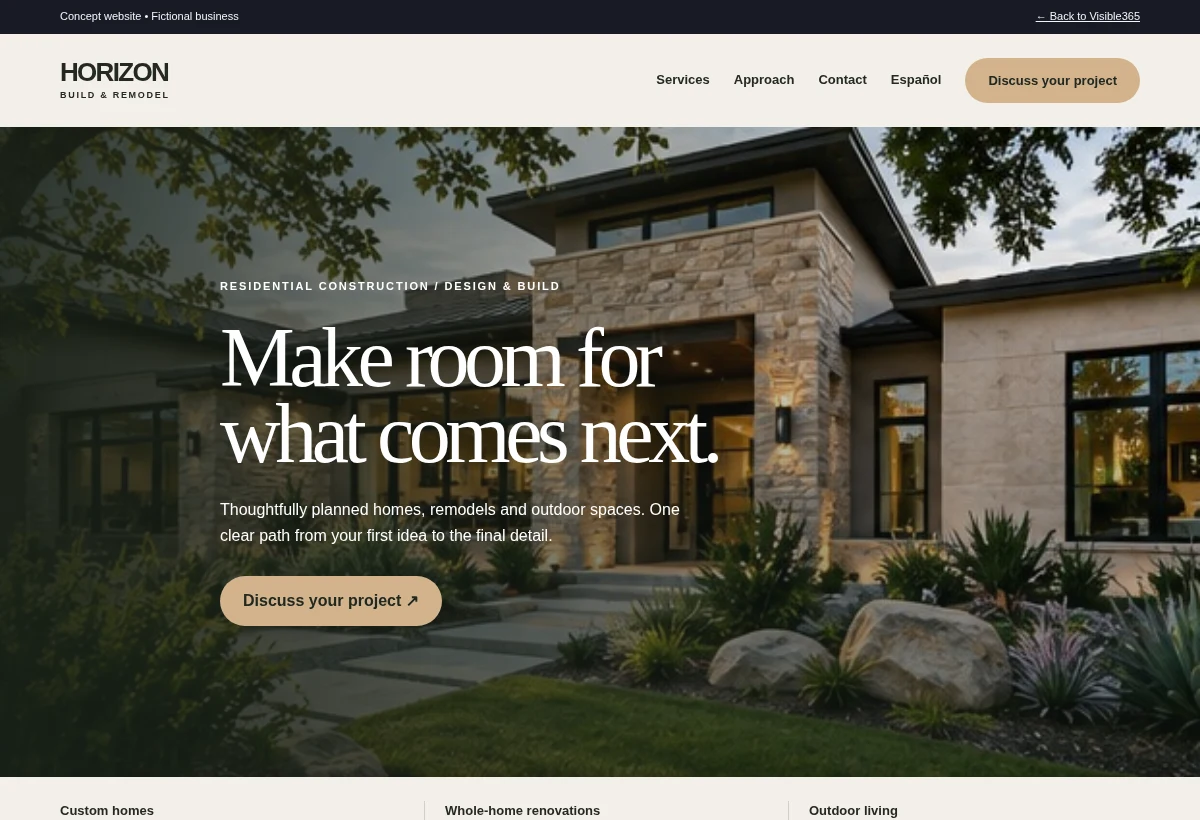 Concept website • Fictional business
← Back to Visible365
HORIZON
BUILD & REMODEL
Services
Approach
Contact
Español
Discuss your project
RESIDENTIAL CONSTRUCTION / DESIGN & BUILD
Make room for
what comes next.
Thoughtfully planned homes, remodels and outdoor spaces. One
clear path from your first idea to the final detail.
Discuss your project ↗
Custom homes
Whole-home renovations
Outdoor living